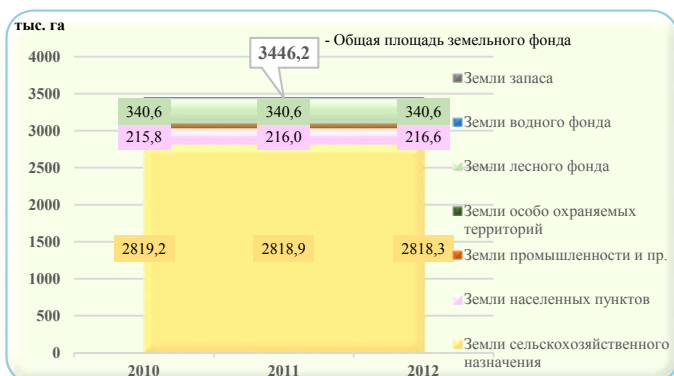 тыс. га
- Общая площадь земельного фонда
3446,2
4000
3500
3000
2500
2000
1500
1000
500
0
340,6 340,6 340,6
215,8 216,0 216,6
2819,2 2818,9 2818,3
2010 2011 2012
Земли запаса
Земли водного фонда
Земли лесного фонда
Земли особо охраняемых
территорий
Земли промышленности и пр.
Земли населенных пунктов
Земли сельскохозяйственного
назначения